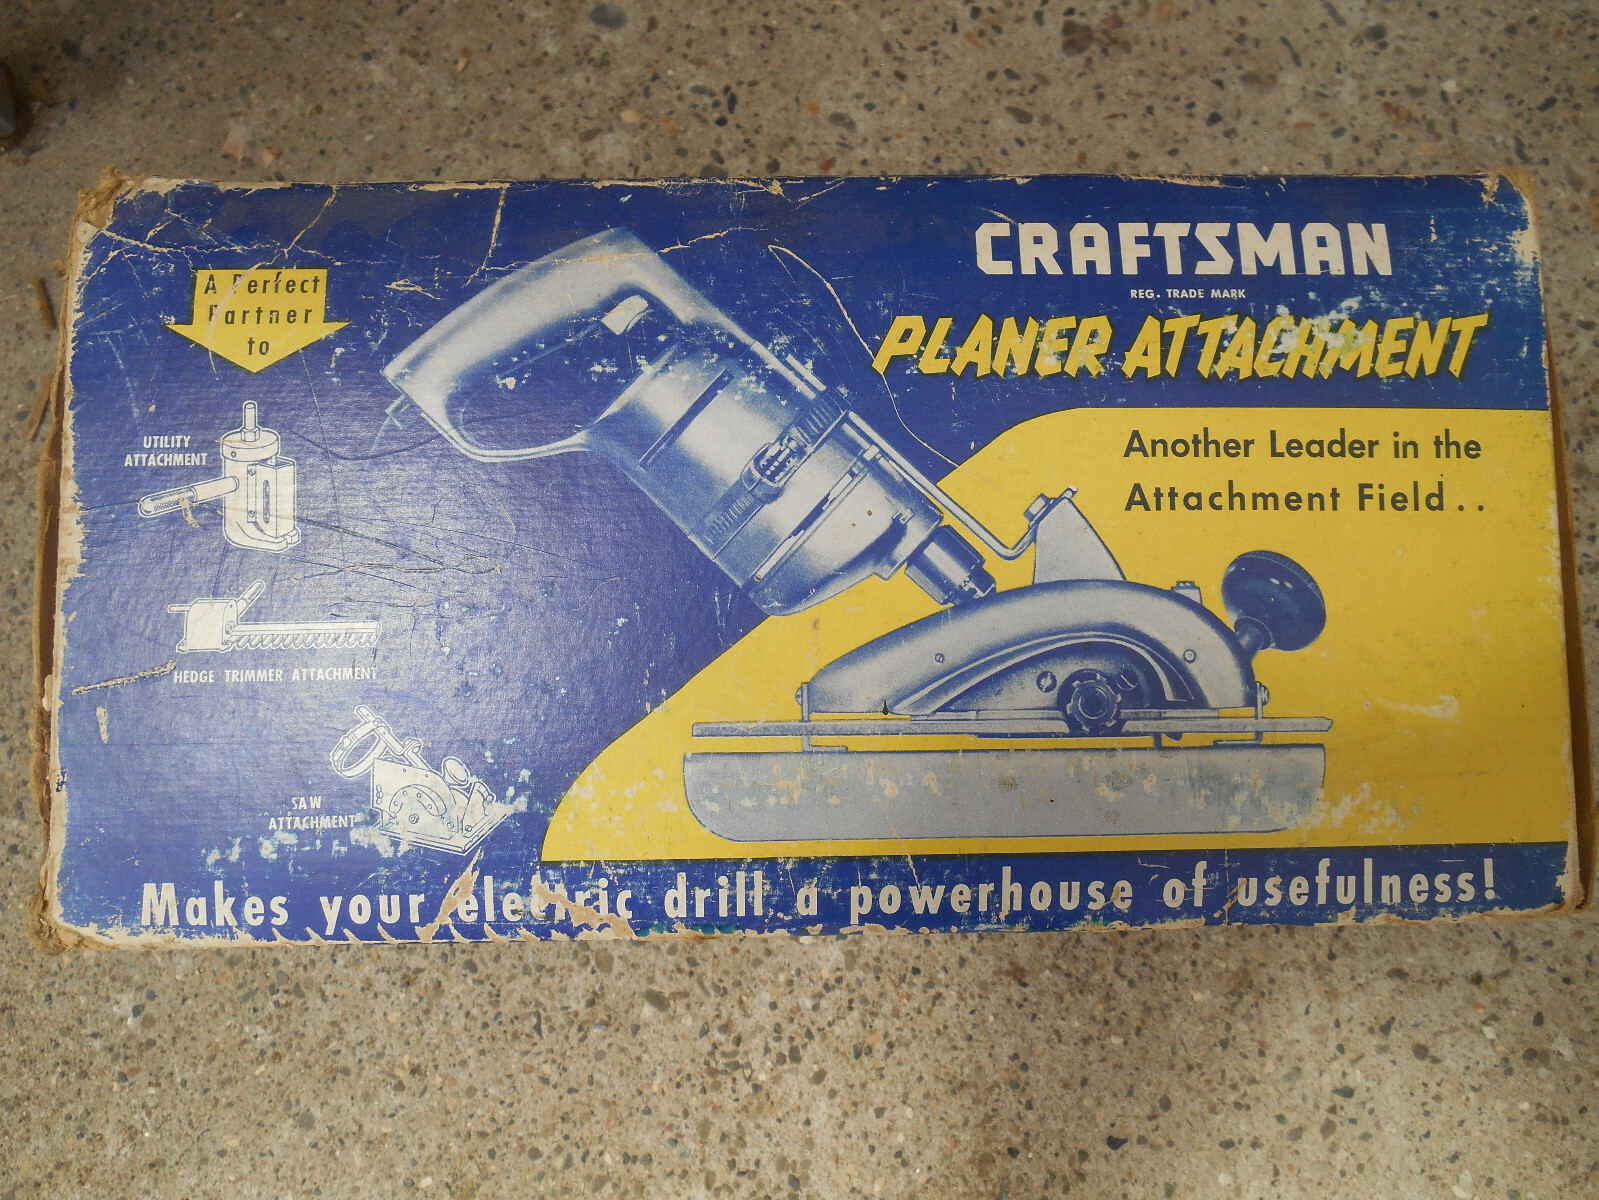 CRAFTSMAN
REG. TRADE MARK
PLANER ATTACHMENT
Another Leader in the
Attachment Field..
A Perfect
Partner
to
UTILITY
ATTACHMENT
HEDGE TRIMMER ATTACHMENT
SAW
ATTACHMENT
Makes your electric drill a powerhouse of usefulness!